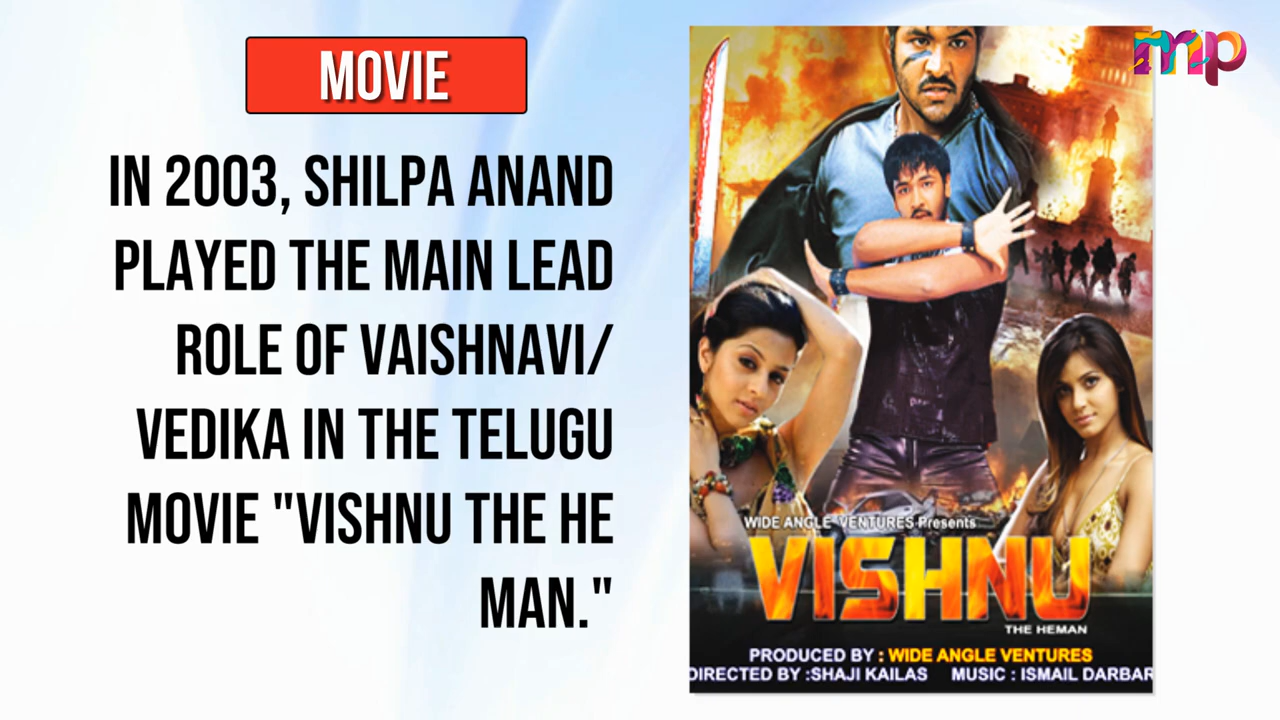 MOVIE
IN 2003, SHILPA ANAND
PLAYED THE MAIN LEAD
ROLE OF VAISHNAVI/
VEDIKA IN THE TELUGU
MOVIE "VISHNU THE HE
MAN."
mp
WIDE ANGLE VENTURES Presents
VISHNU
THE HEMAN
PRODUCED BY : WIDE ANGLE VENTURES
DIRECTED BY :SHAJI KAILAS MUSIC : ISMAIL DARBAR